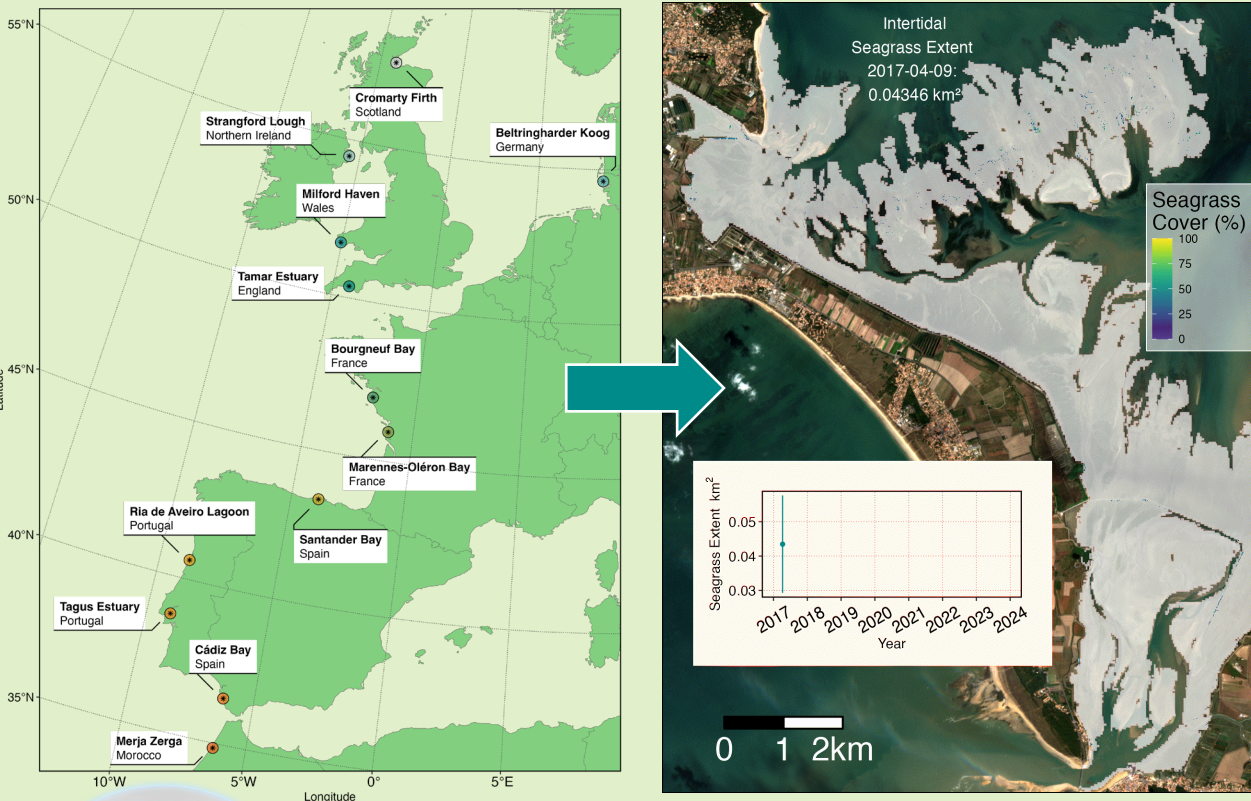 55°N
50°N
45°N
40°N
35°N
10°W
5°W
0°
5°E
Longitude
Cromarty Firth
Scotland
Strangford Lough
Northern Ireland
Beltringharder Koog
Germany
Milford Haven
Wales
Tamar Estuary
England
Bourgneuf Bay
France
Marennes-Oléron Bay
France
Santander Bay
Spain
Ria de Aveiro Lagoon
Portugal
Tagus Estuary
Portugal
Cádiz Bay
Spain
Merja Zerga
Morocco
Intertidal
Seagrass Extent
2017-04-09:
0.04346 km²
Seagrass
Cover (%)
100
75
50
25
0
Seagrass Extent km²
0.05
0.04
0.03
2017 2018 2019 2020 2021 2022 2023 2024
Year
0 1 2km